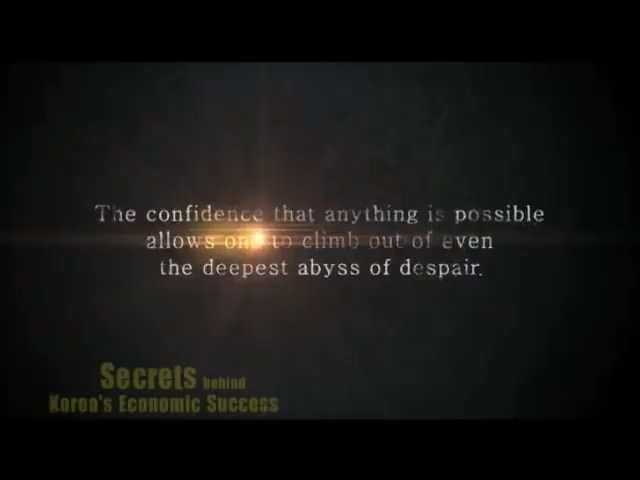 The confidence that anything is possible
allows one to climb out of even
the deepest abyss of despair.
Secrets behind
Korea's Economic Success